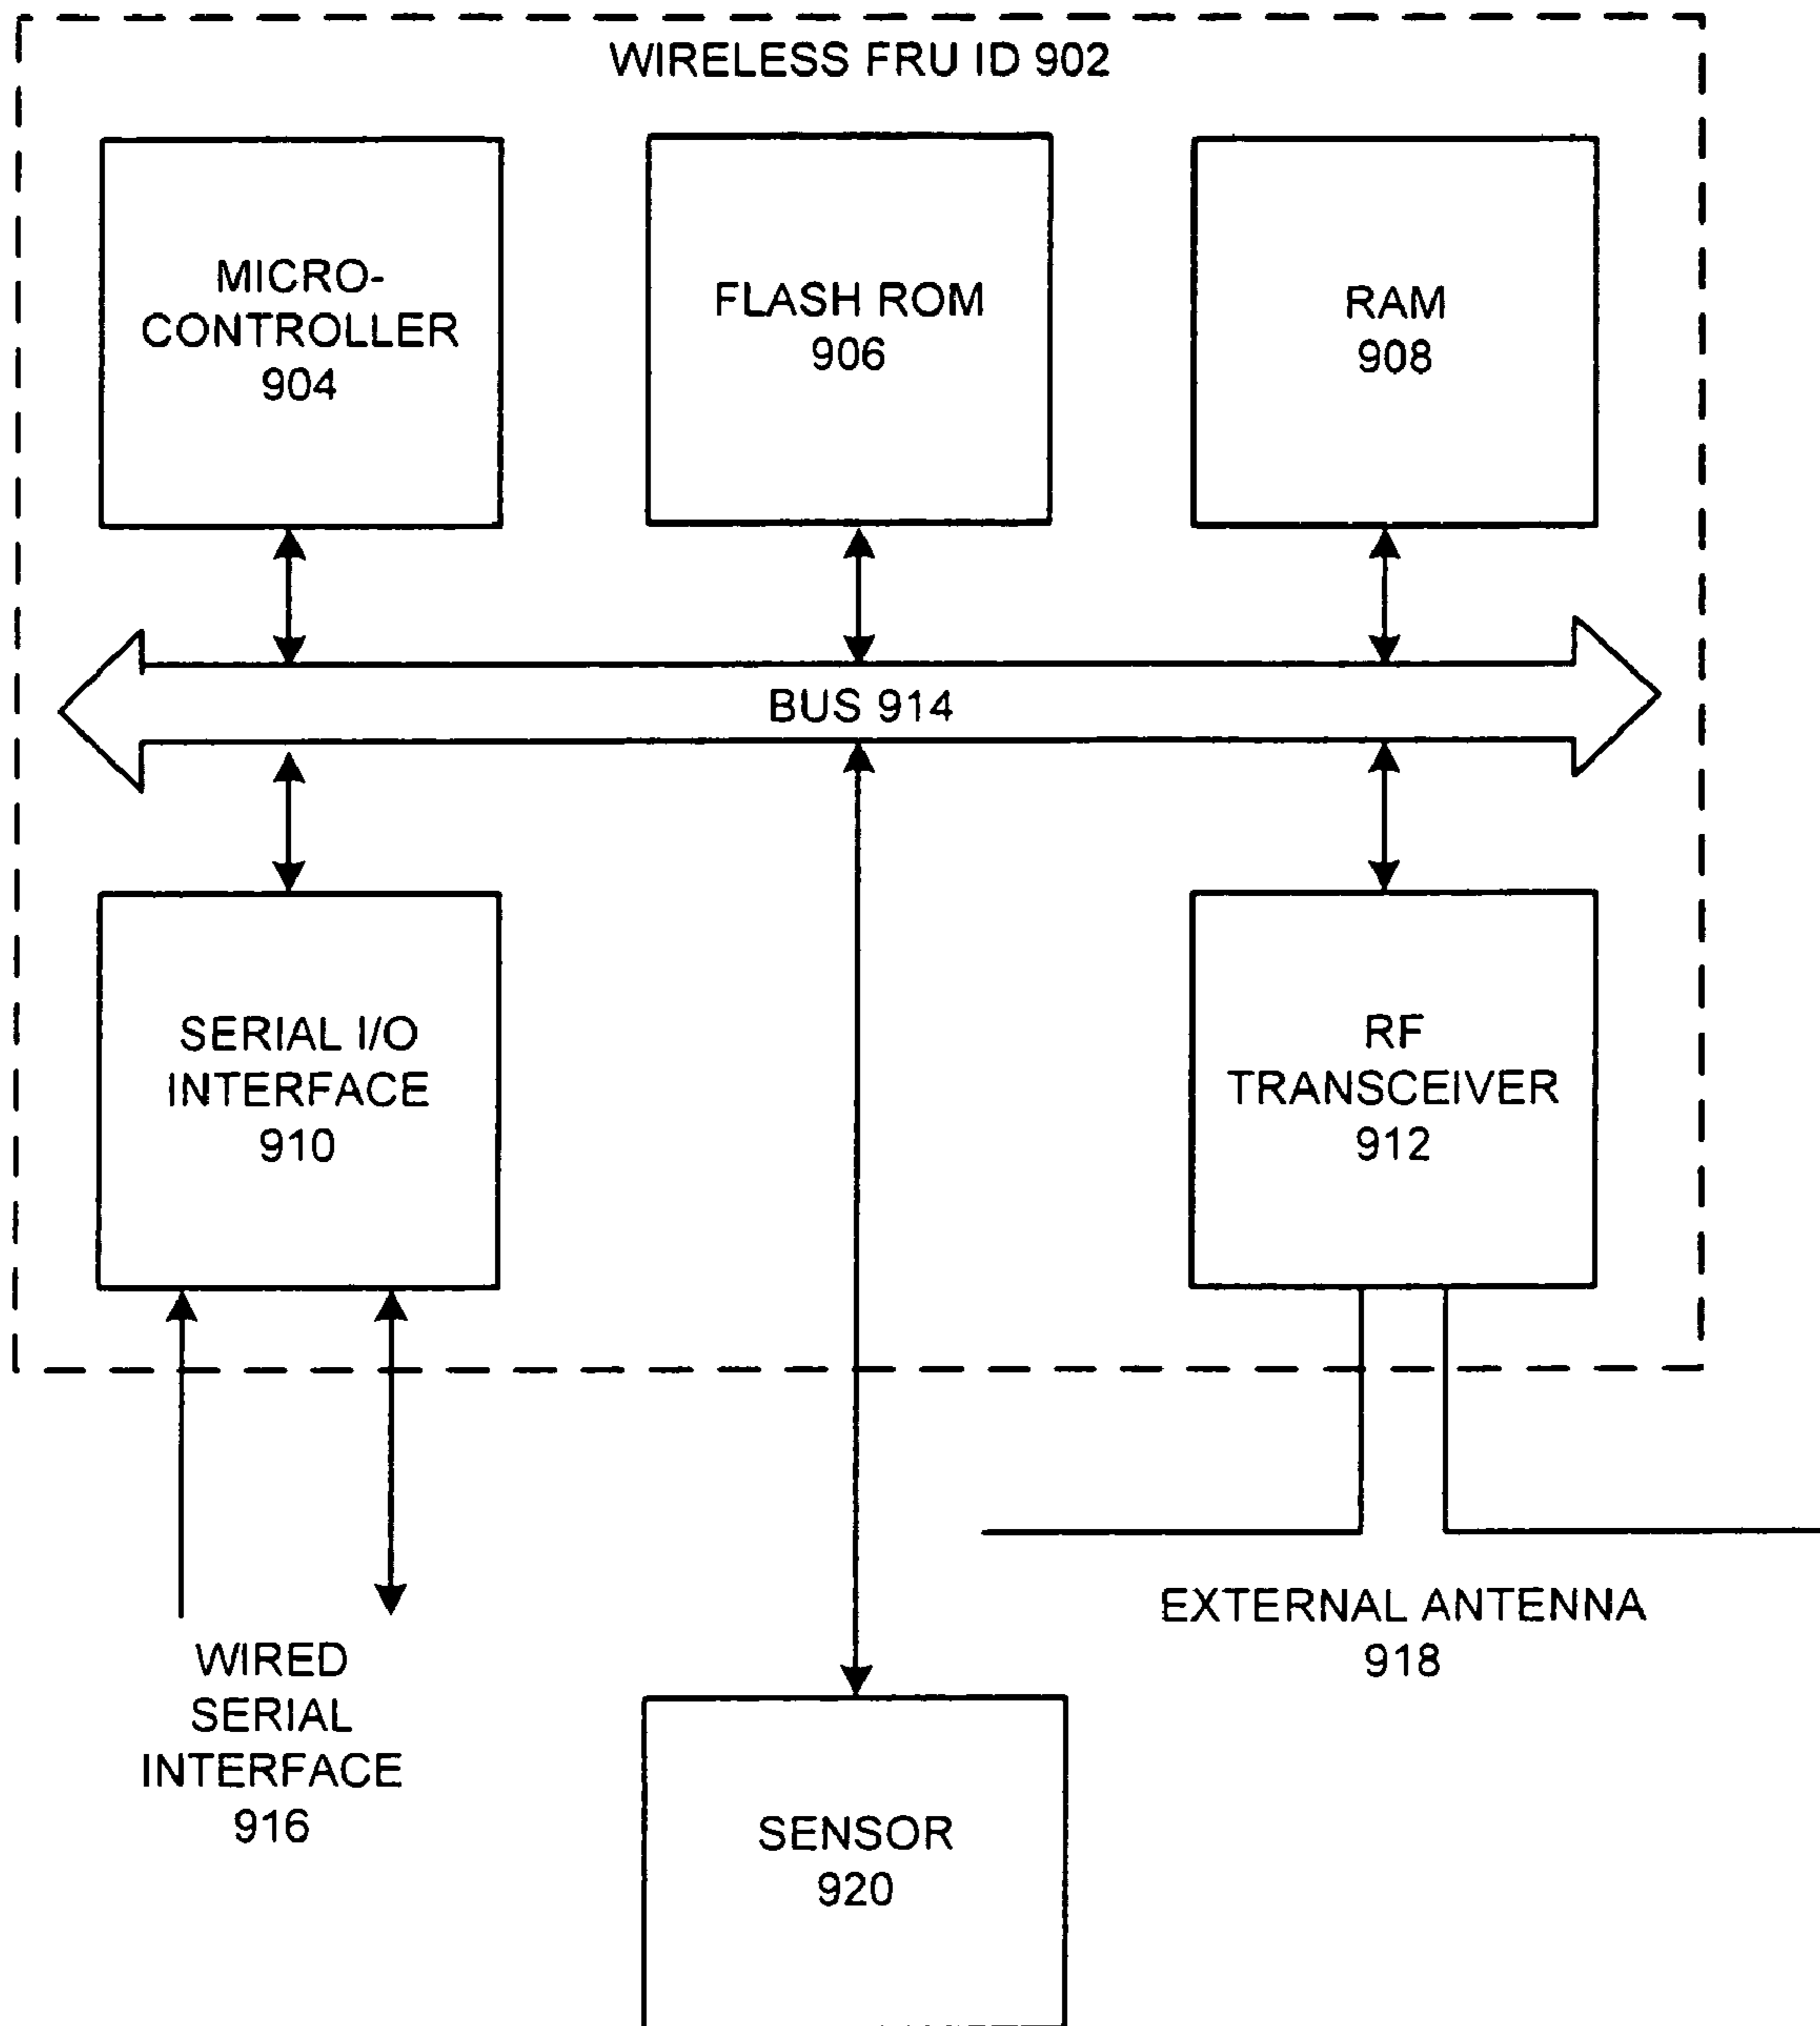 WIRELESS FRU ID 902
MICRO-
CONTROLLER
904
FLASH ROM
906
RAM
908
BUS 914
SERIAL I/O
INTERFACE
910
RF
TRANSCEIVER
912
WIRED
SERIAL
INTERFACE
916
EXTERNAL ANTENNA
918
SENSOR
920